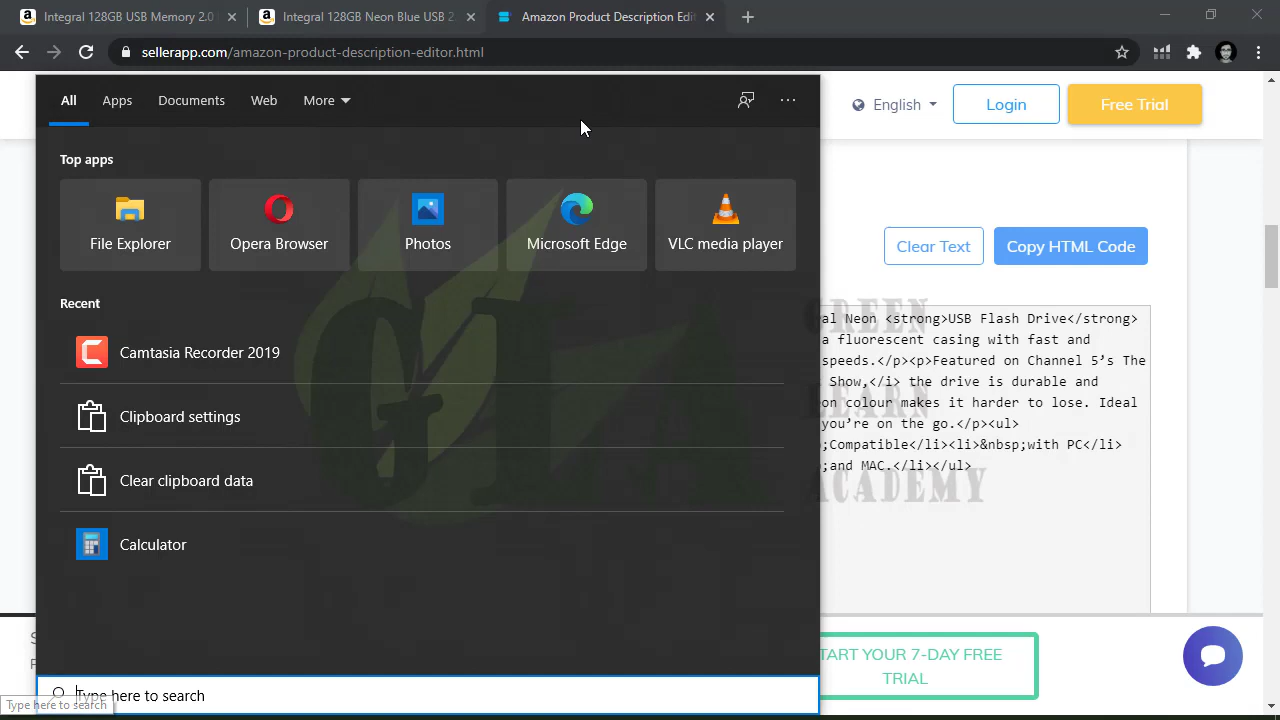 Integral 128GB USB Memory 2.0
Integral 128GB Neon Blue USB 2
Amazon Product Description Edi
sellerapp.com/amazon-product-description-editor.html
All
Apps
Documents
Web
More
English
Login
Free Trial
Top apps
File Explorer
Opera Browser
Photos
Microsoft Edge
VLC media player
Clear Text
Copy HTML Code
Recent
Camtasia Recorder 2019
Clipboard settings
Clear clipboard data
Calculator
al Neon <strong>USB Flash Drive</strong>
a fluorescent casing with fast and
speeds.</p><p>Featured on Channel 5’s The
Show,</i> the drive is durable and
on colour makes it harder to lose. Ideal
you’re on the go.</p><ul>
;Compatible</li><li>&nbsp;with PC</li>
;and MAC.</li></ul>
GLA
GREEN
LEARN
ACADEMY
TART YOUR 7-DAY FREE
TRIAL
Type here to search
Type here to search